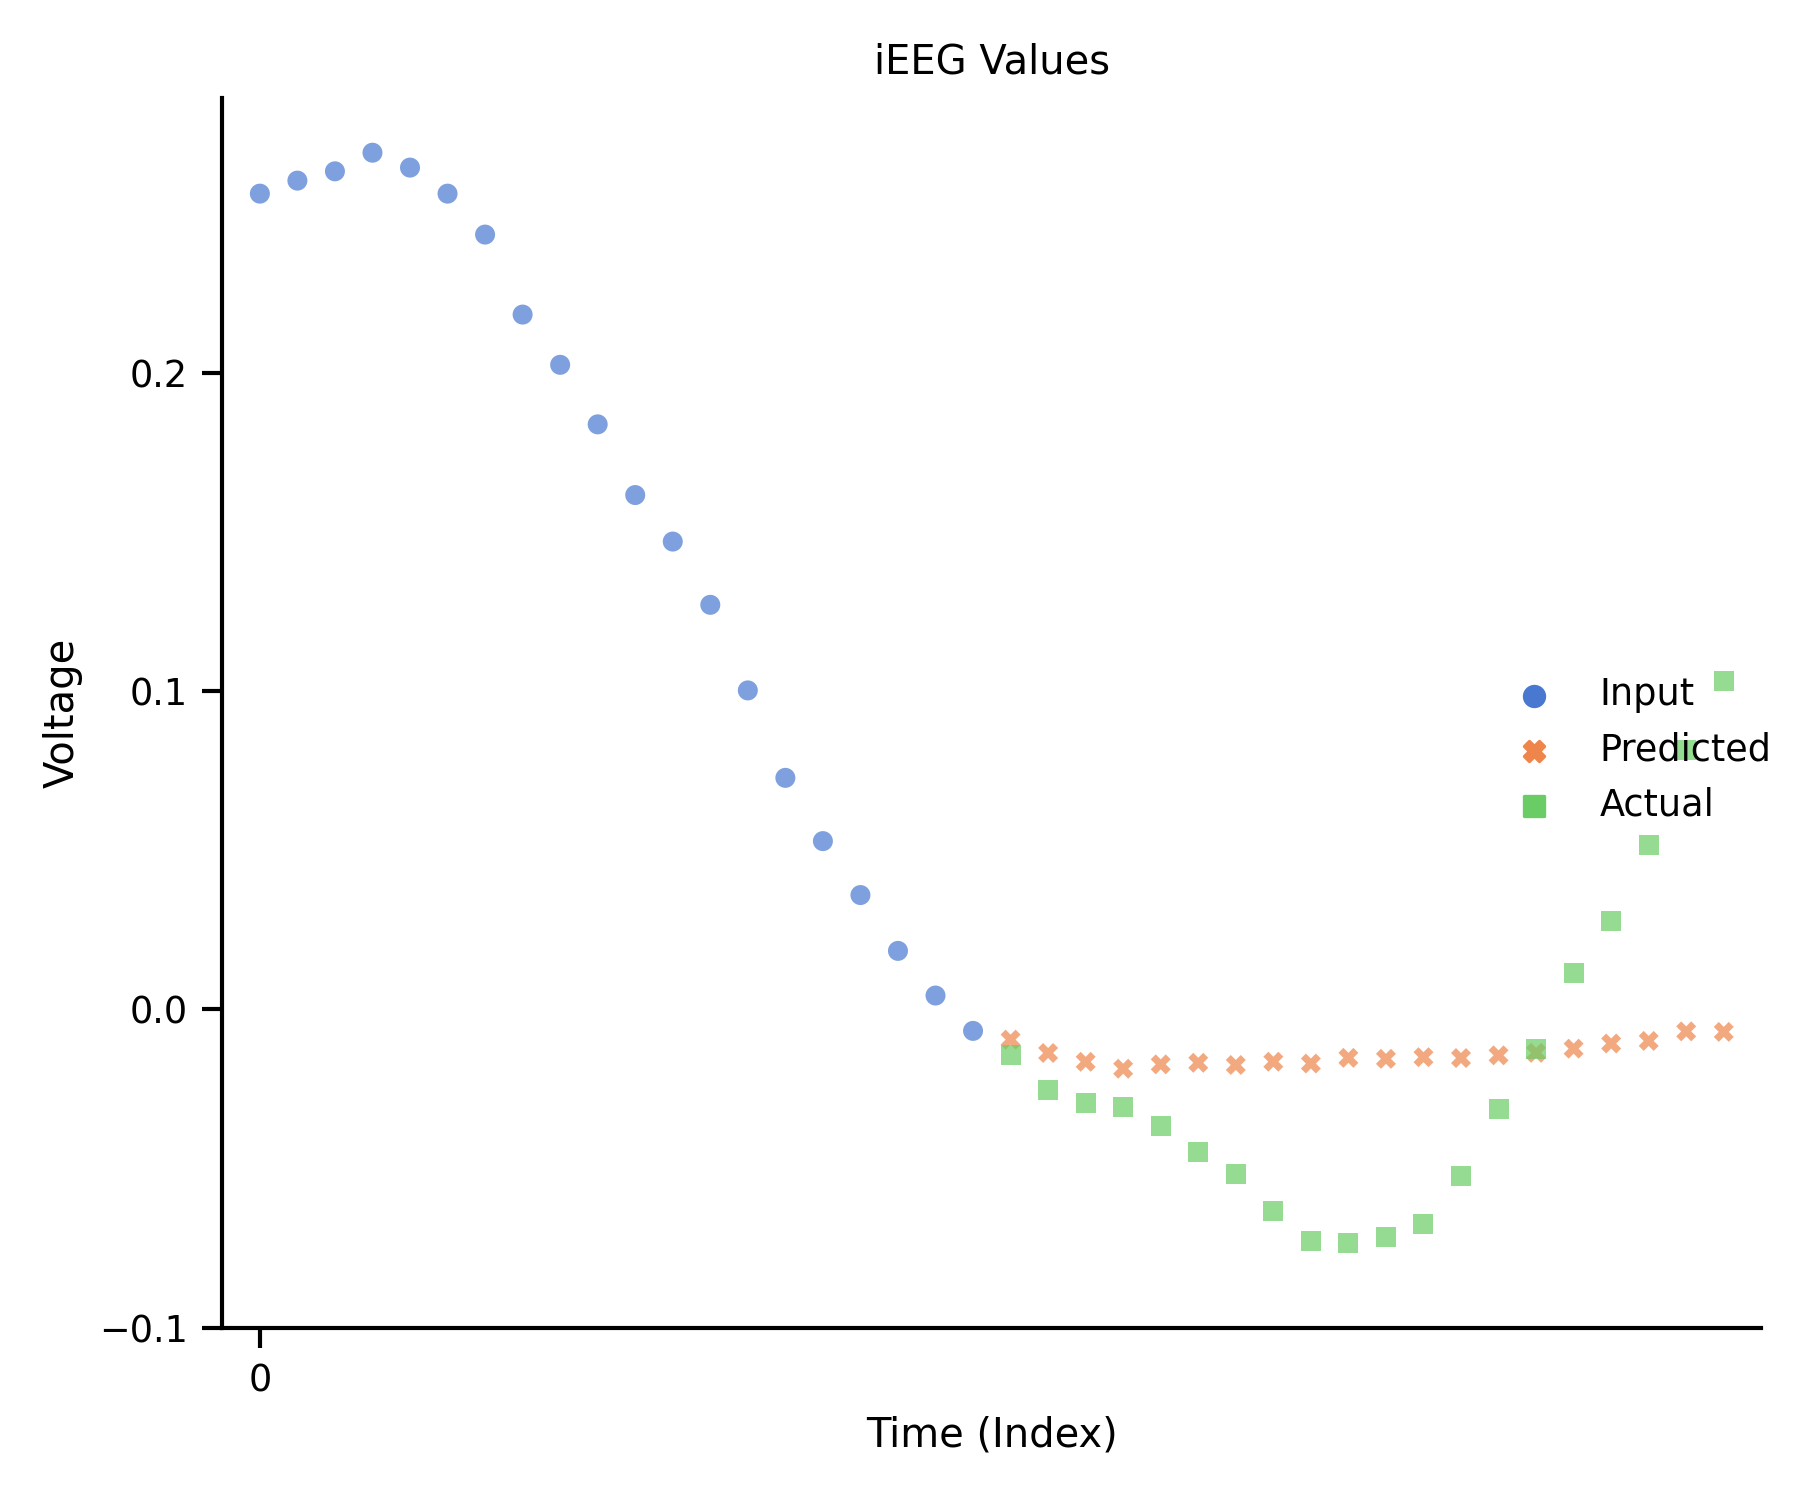 iEEG Values
Voltage
0.2
0.1
0.0
−0.1
0
Time (Index)
Input
Predicted
Actual